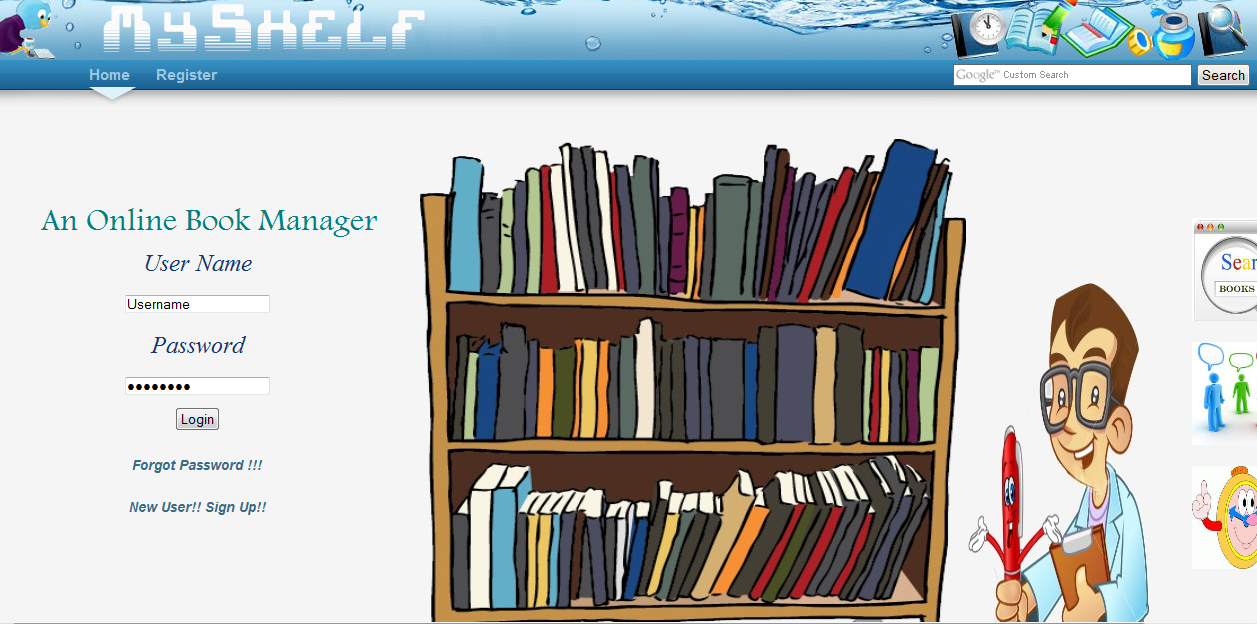 MyShelf
Home Register
Google™ Custom Search Search
An Online Book Manager
User Name
Username
Password
Login
Forgot Password !!!
New User!! Sign Up!!
BOOKS